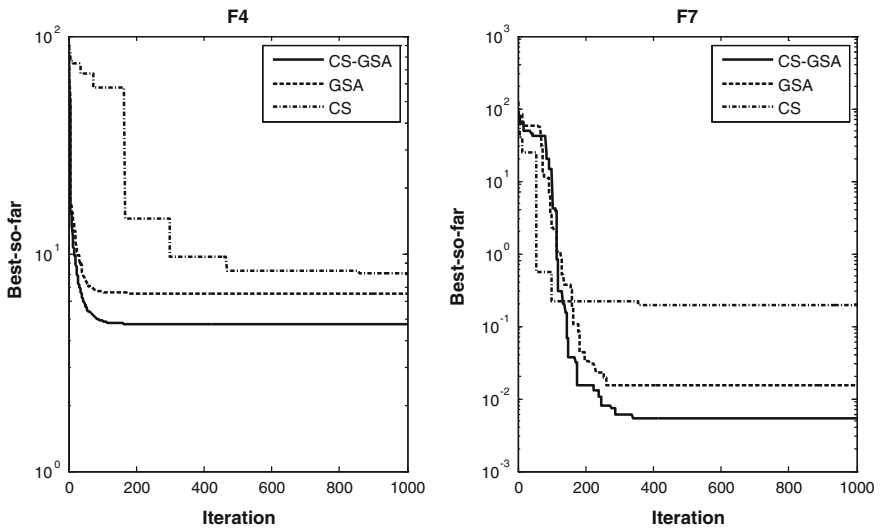 F4
10^2
10^1
10^0
Best-so-far
CS-GSA
GSA
CS
0 200 400 600 800 1000
Iteration
F7
10^3
10^2
10^1
10^0
10^-1
10^-2
10^-3
Best-so-far
CS-GSA
GSA
CS
0 200 400 600 800 1000
Iteration